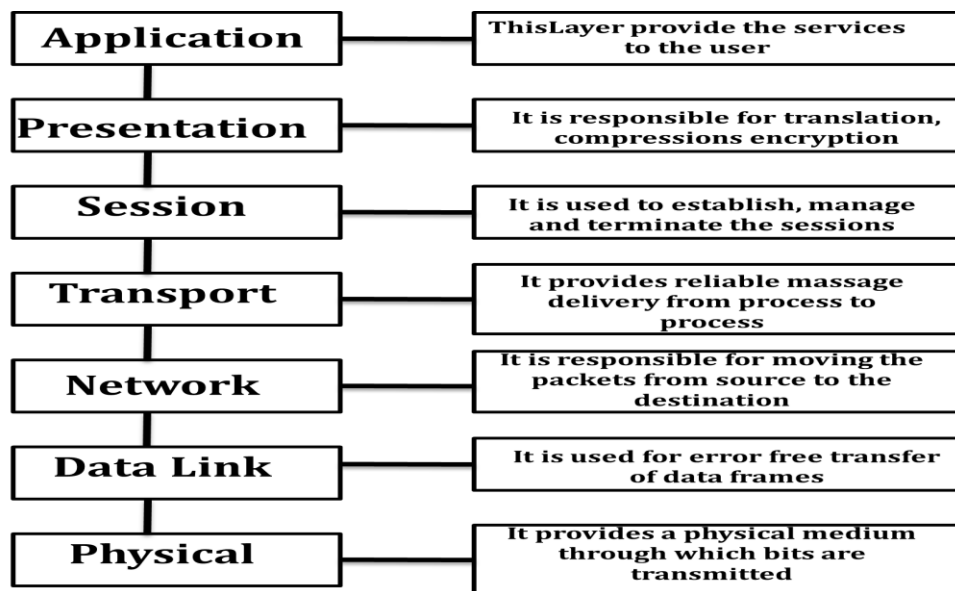 Application
ThisLayer provide the services
to the user
Presentation
It is responsible for translation,
compressions encryption
Session
It is used to establish, manage
and terminate the sessions
Transport
It provides reliable massage
delivery from process to
process
Network
It is responsible for moving the
packets from source to the
destination
Data Link
It is used for error free transfer
of data frames
Physical
It provides a physical medium
through which bits are
transmitted